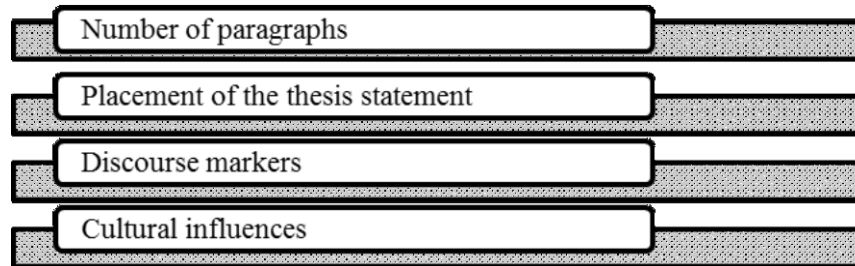 Number of paragraphs
Placement of the thesis statement
Discourse markers
Cultural influences